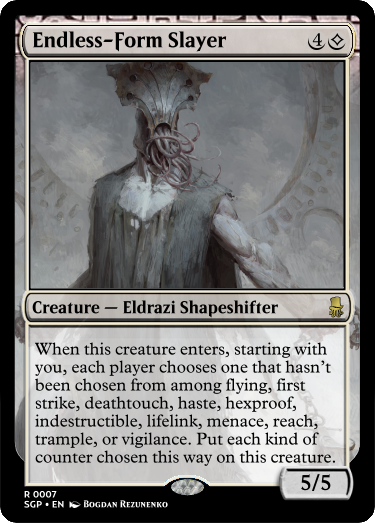 Endless-Form Slayer 4
Creature — Eldrazi Shapeshifter
When this creature enters, starting with
you, each player chooses one that hasn't
been chosen from among flying, first
strike, deathtouch, haste, hexproof,
indestructible, lifelink, menace, reach,
trample, or vigilance. Put each kind of
counter chosen this way on this creature.
5/5
R 0007
SGP • EN Bogdan Rezunenko